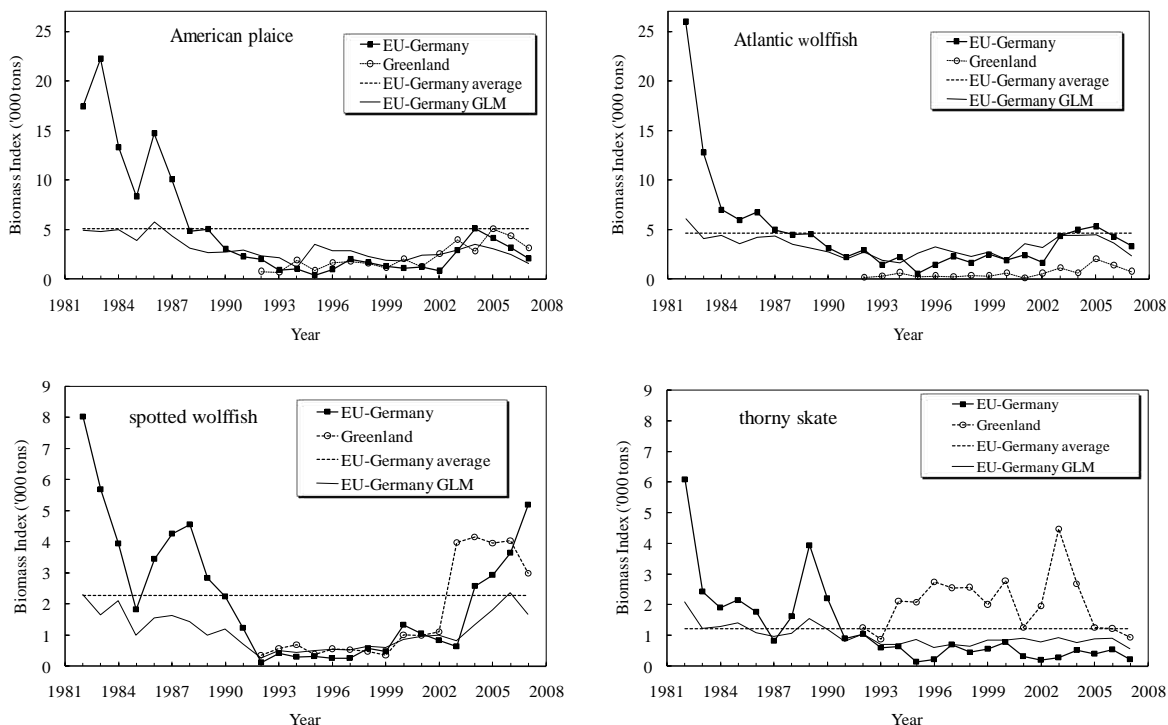 American plaice
EU-Germany
Greenland
EU-Germany average
EU-Germany GLM
Biomass Index ('000 tons)
25
20
15
10
5
0
1981 1984 1987 1990 1993 1996 1999 2002 2005 2008
Year
Atlantic wolffish
EU-Germany
Greenland
EU-Germany average
EU-Germany GLM
Biomass Index ('000 tons)
25
20
15
10
5
0
1981 1984 1987 1990 1993 1996 1999 2002 2005 2008
Year
spotted wolffish
EU-Germany
Greenland
EU-Germany average
EU-Germany GLM
Biomass Index ('000 tons)
9
8
7
6
5
4
3
2
1
0
1981 1984 1987 1990 1993 1996 1999 2002 2005 2008
Year
thorny skate
EU-Germany
Greenland
EU-Germany average
EU-Germany GLM
Biomass Index ('000 tons)
9
8
7
6
5
4
3
2
1
0
1981 1984 1987 1990 1993 1996 1999 2002 2005 2008
Year